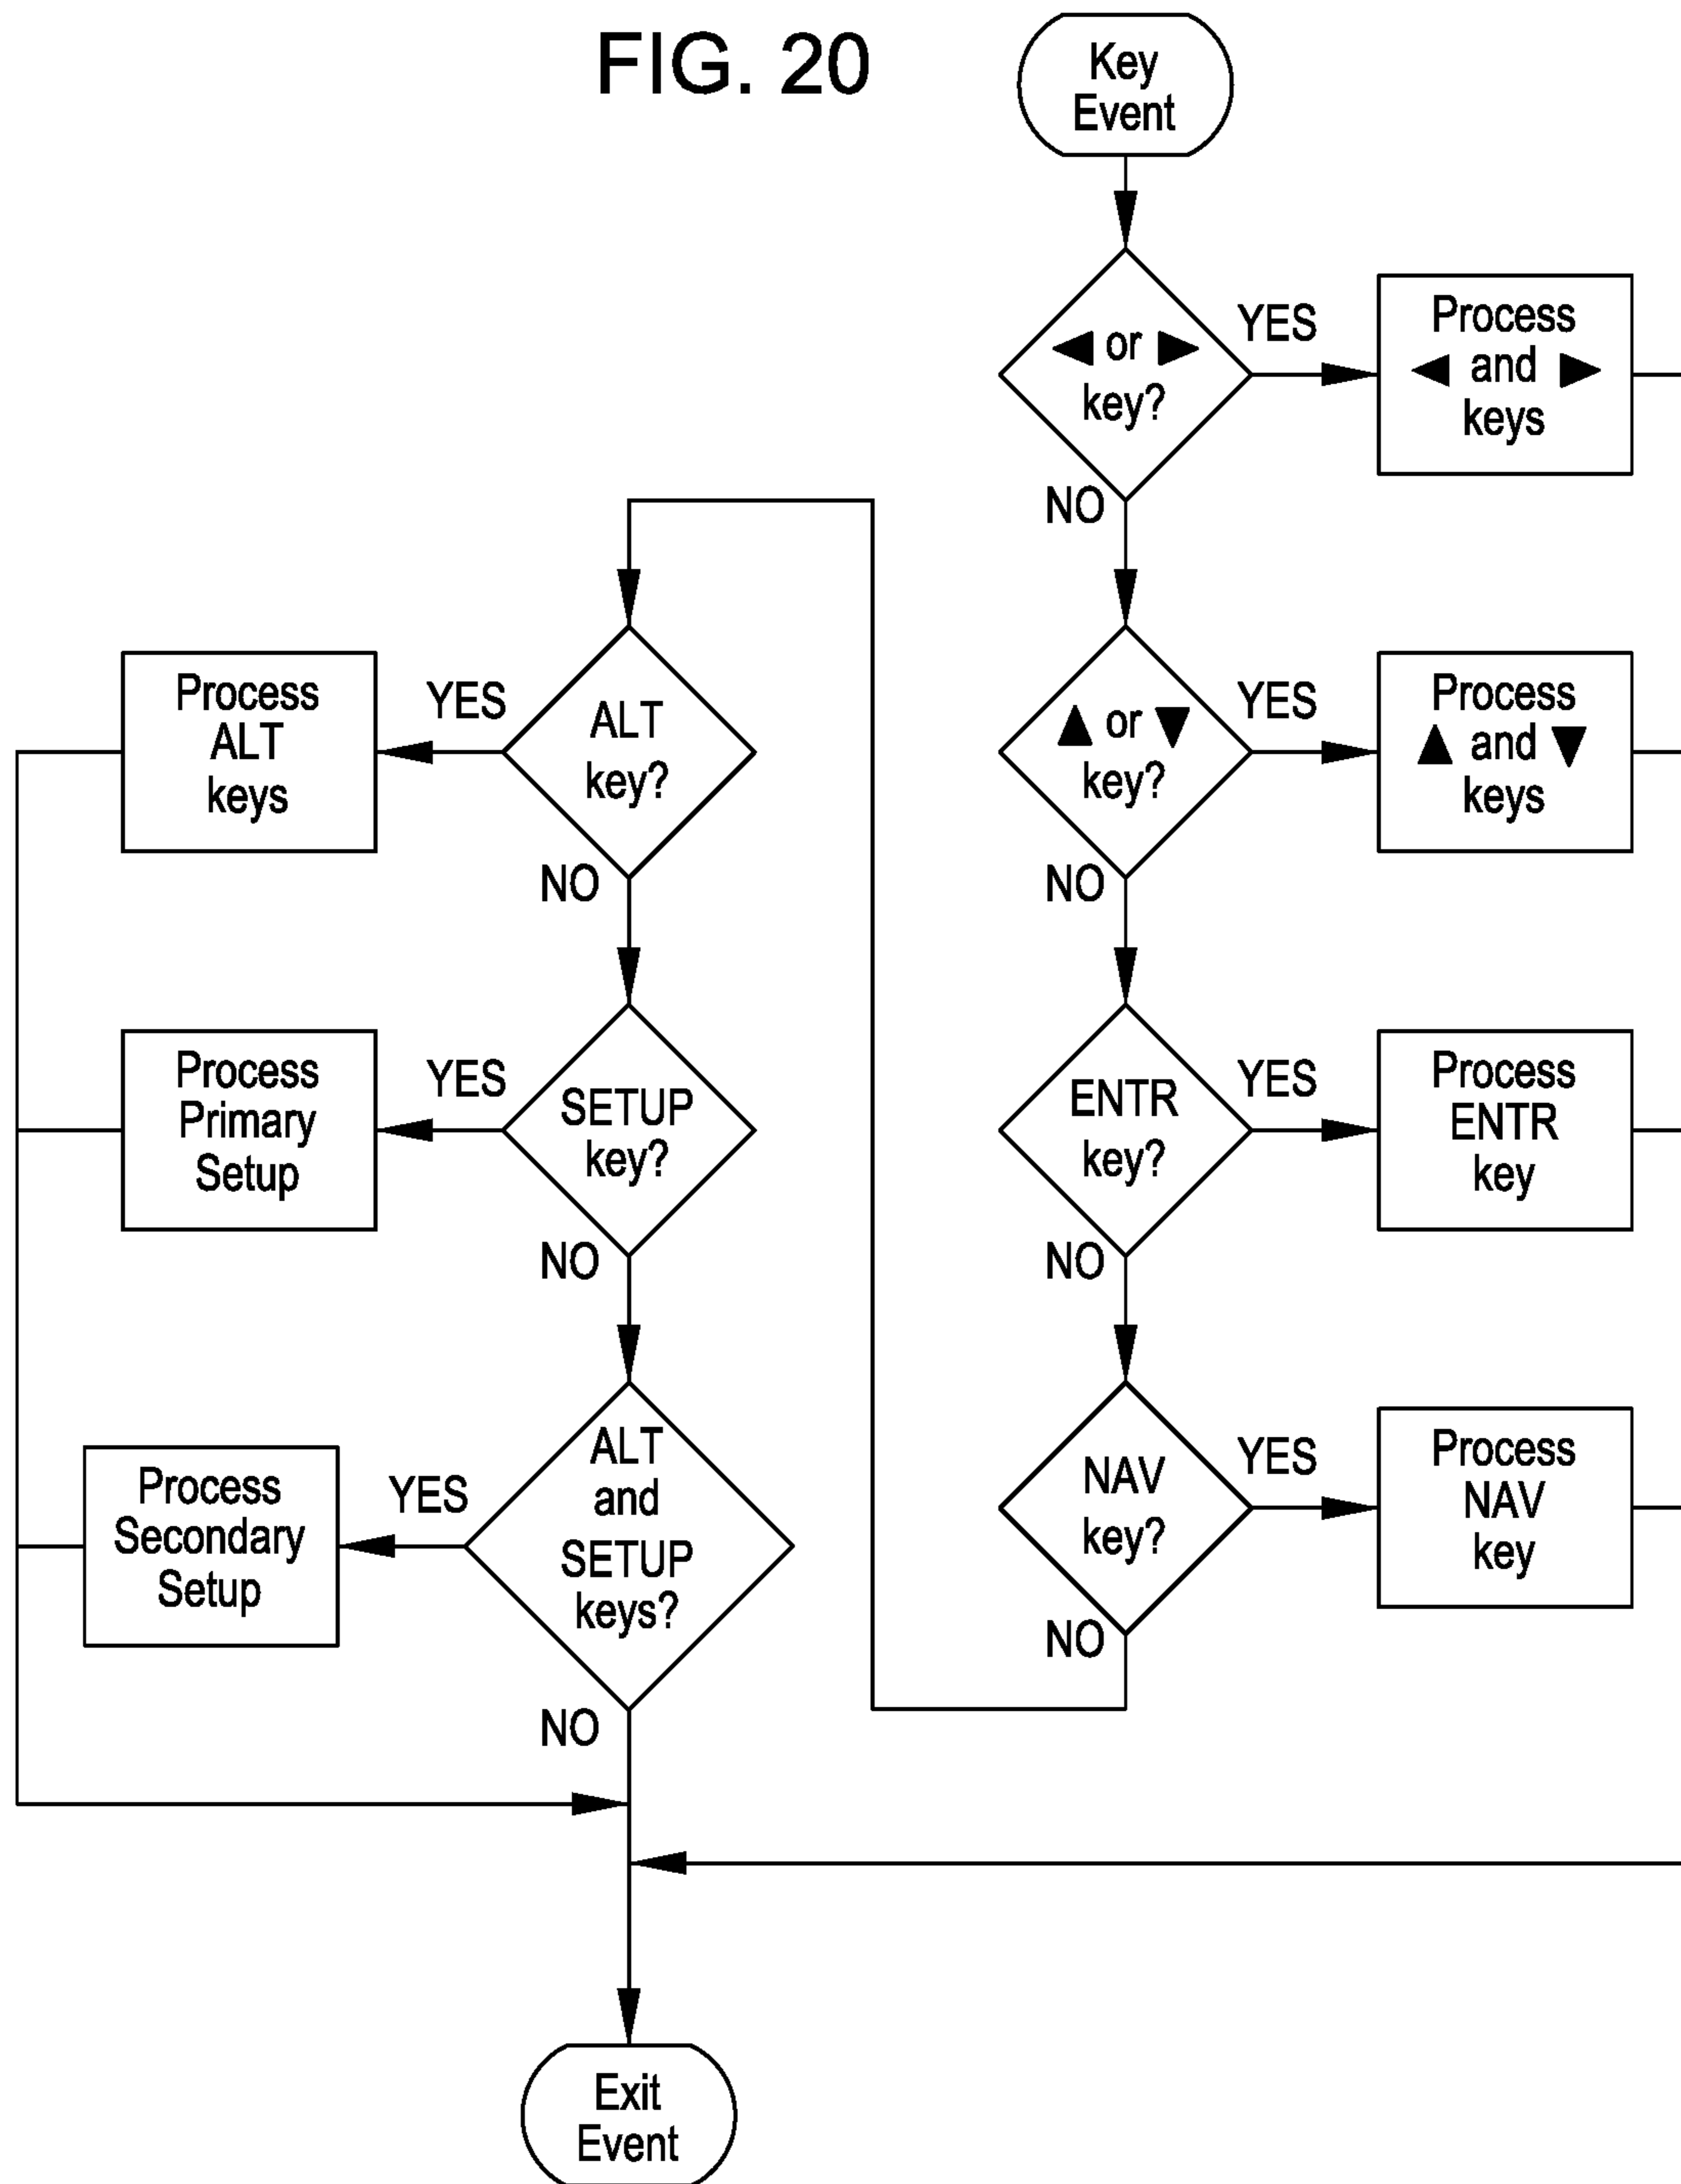 FIG. 20
Key
Event
◀ or ▶
key?
YES
Process
◀ and ▶
keys
NO
▲ or ▼
key?
YES
Process
▲ and ▼
keys
NO
ENTR
key?
YES
Process
ENTR
key
NO
NAV
key?
YES
Process
NAV
key
NO
ALT
key?
YES
Process
ALT
keys
NO
SETUP
key?
YES
Process
Primary
Setup
NO
ALT
and
SETUP
keys?
YES
Process
Secondary
Setup
NO
Exit
Event